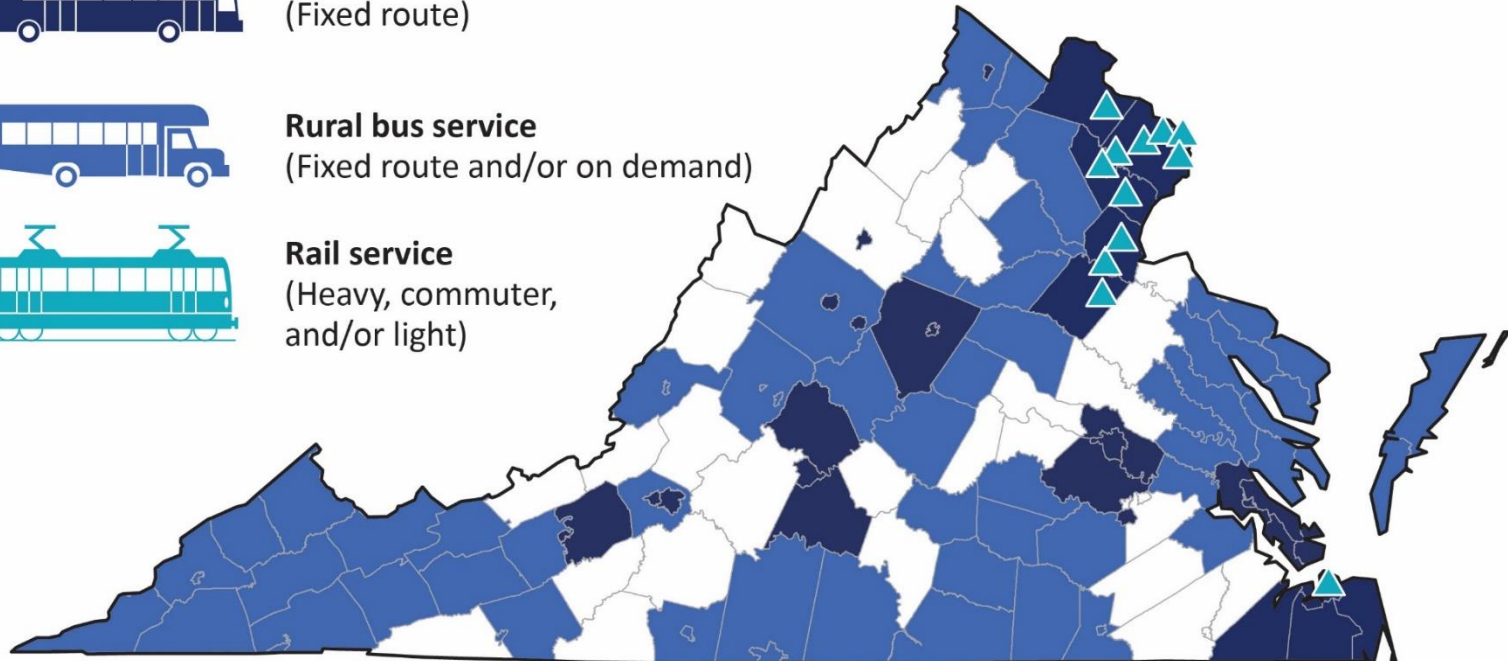 (Fixed route)
Rural bus service
(Fixed route and/or on demand)
Rail service
(Heavy, commuter,
and/or light)